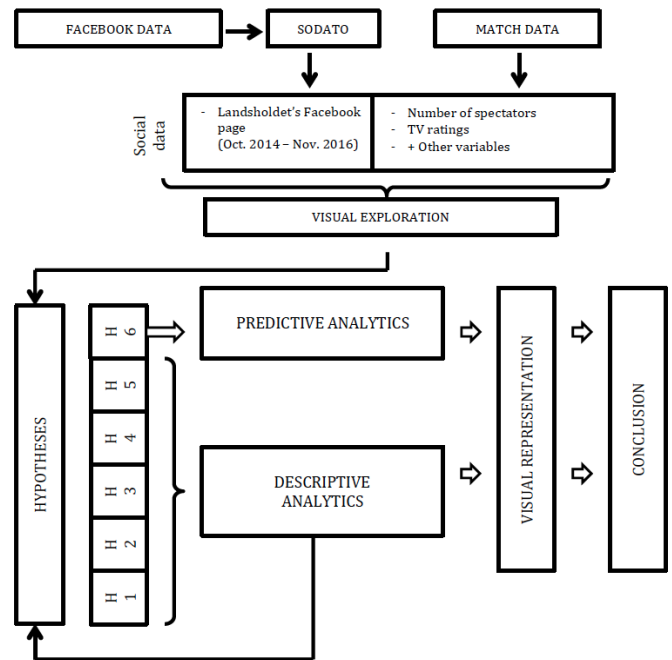 FACEBOOK DATA
SODATO
MATCH DATA
Social
data
- Landsholdet's Facebook
page
(Oct. 2014 – Nov. 2016)
- Number of spectators
- TV ratings
- + Other variables
VISUAL EXPLORATION
HYPOTHESES
H 6
H 5
H 4
H 3
H 2
H 1
PREDICTIVE ANALYTICS
DESCRIPTIVE
ANALYTICS
VISUAL REPRESENTATION
CONCLUSION